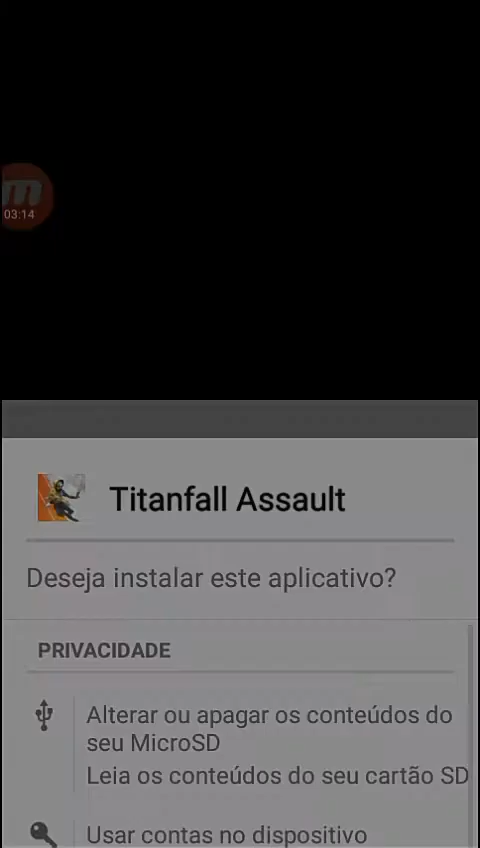 m
03:14
Titanfall Assault
Deseja instalar este aplicativo?
PRIVACIDADE
Alterar ou apagar os conteúdos do
seu MicroSD
Leia os conteúdos do seu cartão SD
Usar contas no dispositivo